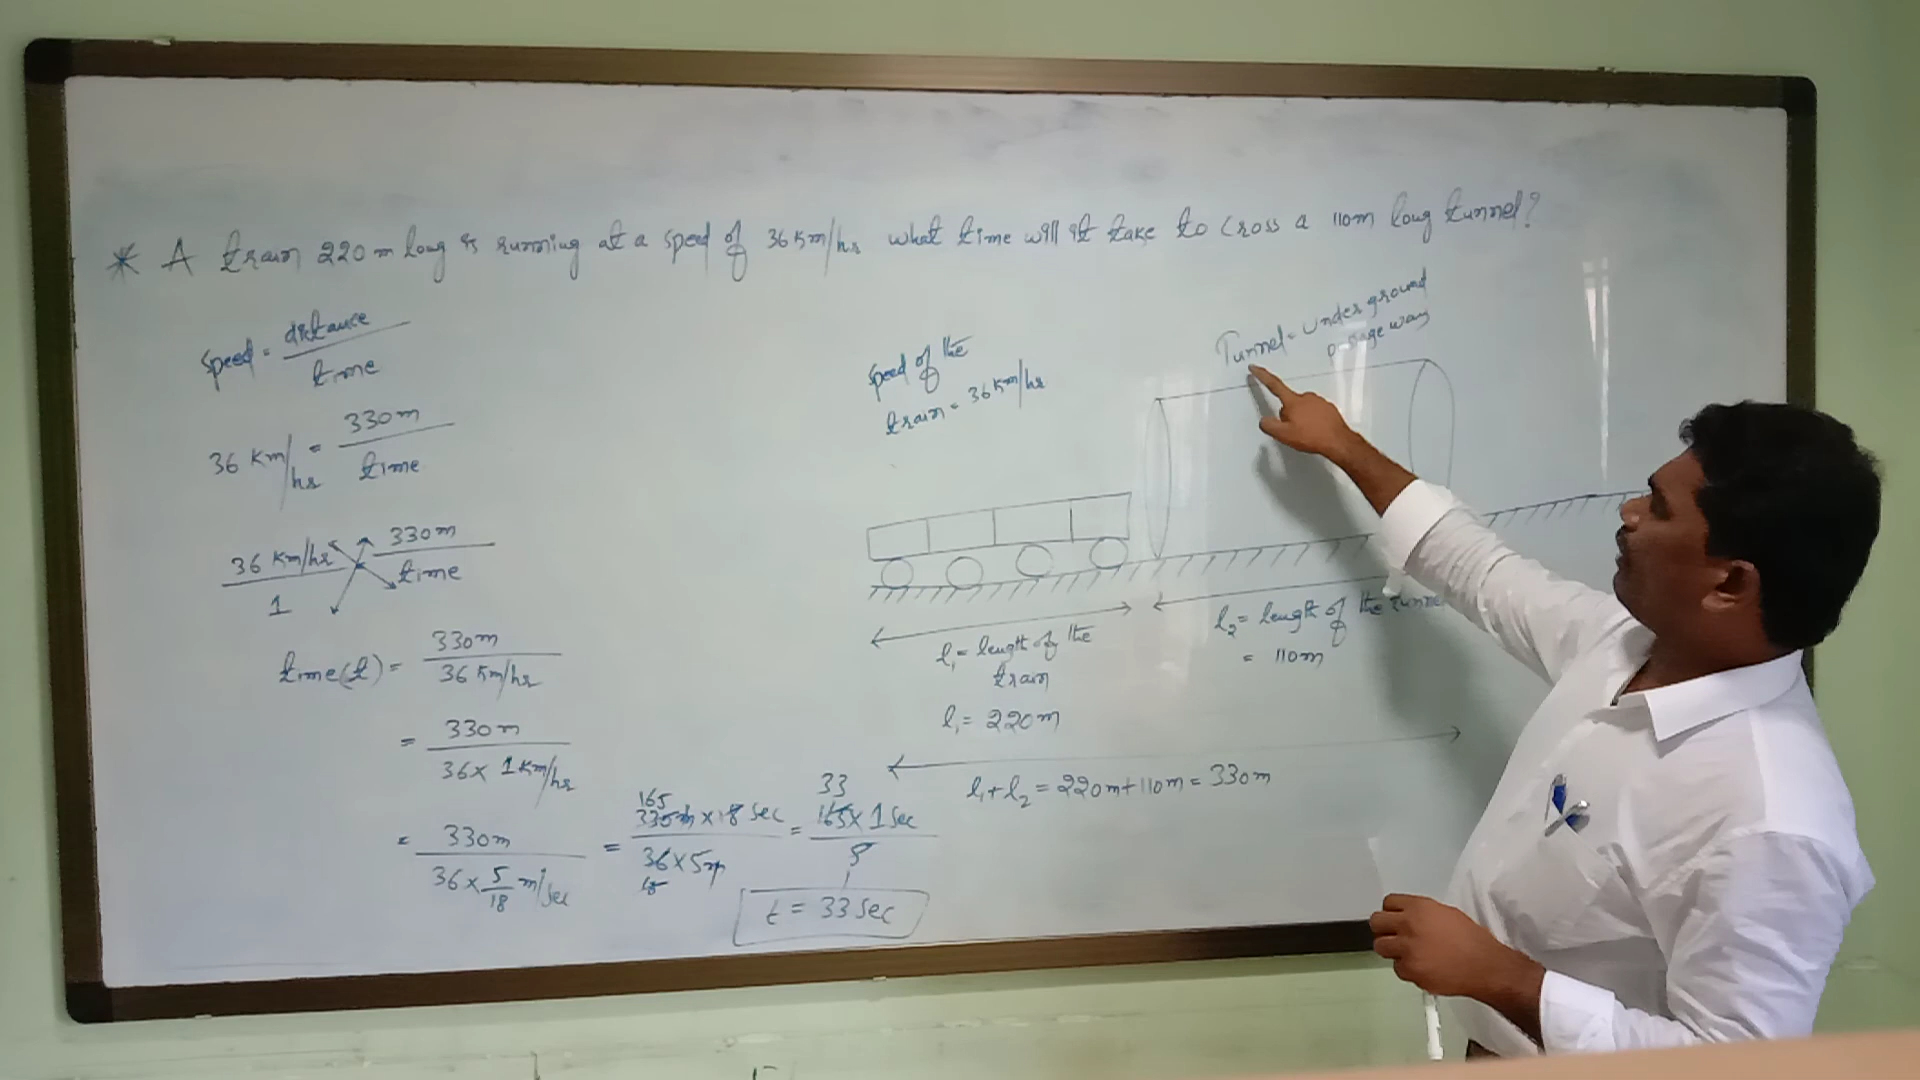 * A train 220 m long is running at a speed of 36 Km/hr what time will it take to cross a 110m long tunnel?
Speed = distance / time
36 Km/hr = 330m / time
36 Km/hr / 1 330m / time
time(t) = 330m / 36 Km/hr
= 330m / 36 x 1 Km/hr
= 330m / 36 x 5/18 m/sec
= 330m x 18 sec / 36 x 5m
165
18
= 165 x 1 sec / 5
33
1
t = 33 sec
Speed of the
train = 36 Km/hr
Tunnel = Under ground
way
l₁ = length of the
train
l₁ = 220m
l₂ = length of the
= 110m
l₁ + l₂ = 220m + 110m = 330m